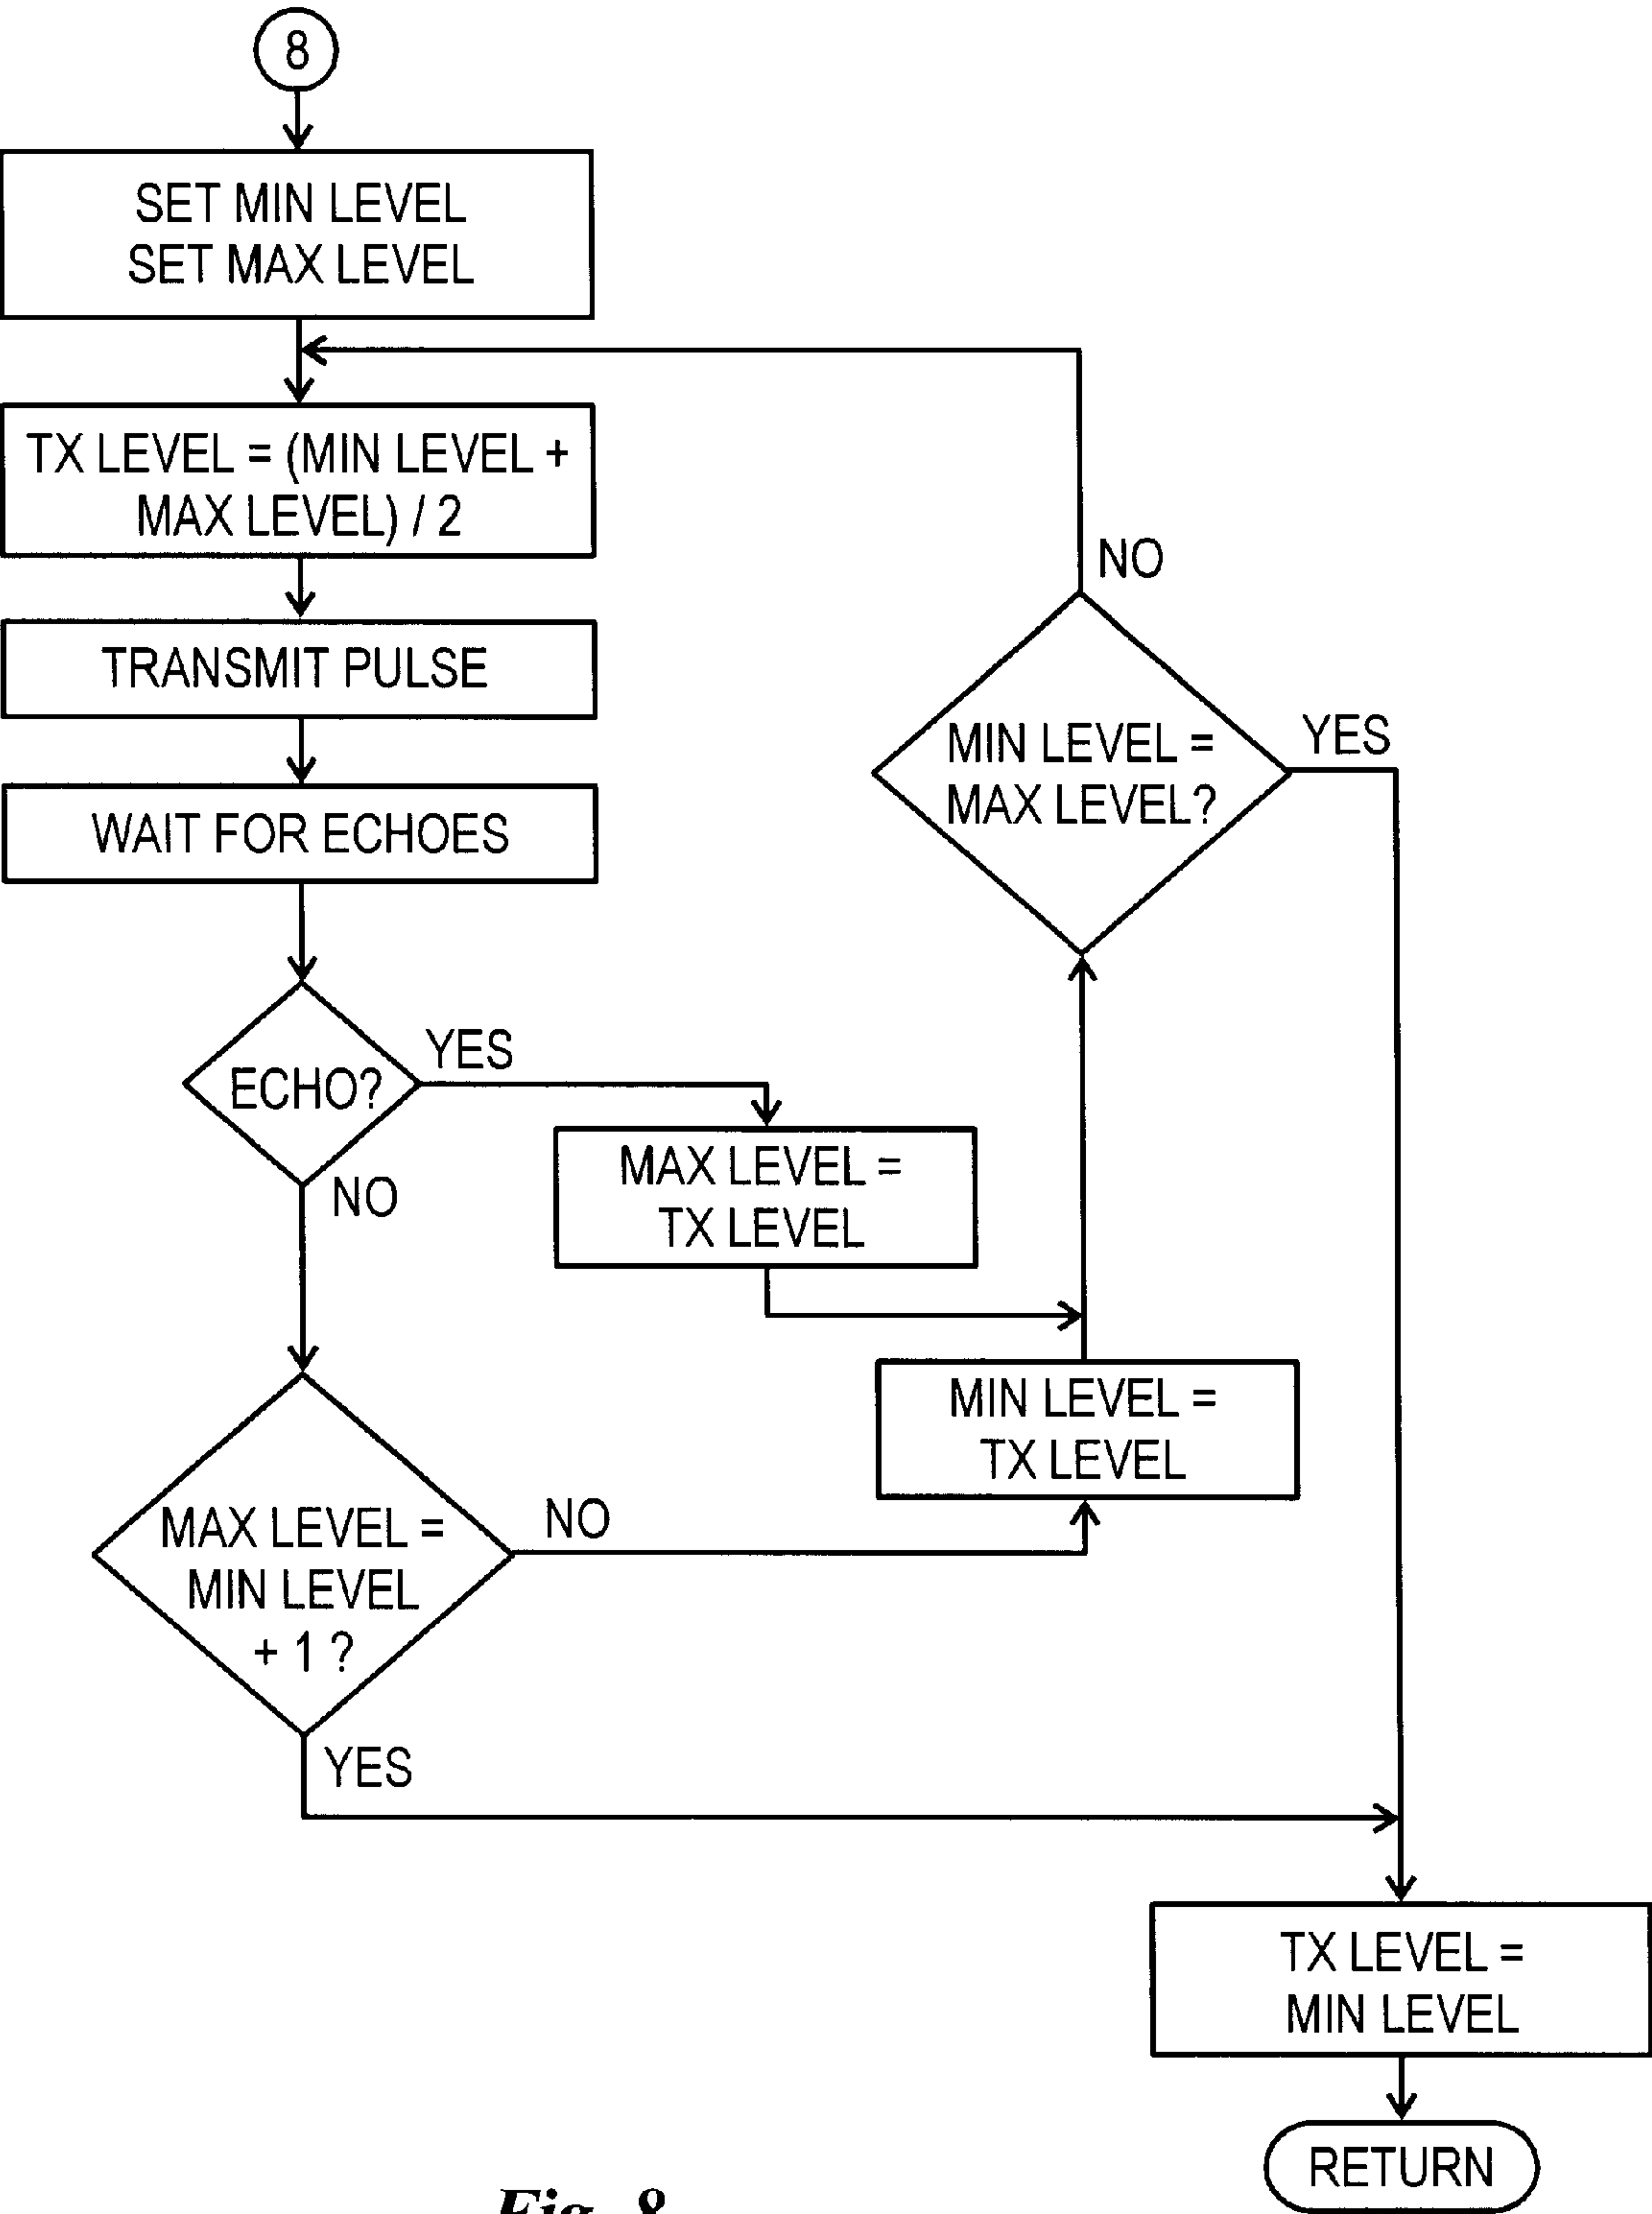 8
SET MIN LEVEL
SET MAX LEVEL
TX LEVEL = (MIN LEVEL +
MAX LEVEL) / 2
TRANSMIT PULSE
WAIT FOR ECHOES
ECHO?
YES
NO
MAX LEVEL =
TX LEVEL
MIN LEVEL =
MAX LEVEL?
NO
YES
MIN LEVEL =
TX LEVEL
MAX LEVEL =
MIN LEVEL
+ 1 ?
NO
YES
TX LEVEL =
MIN LEVEL
RETURN
Fig. 8